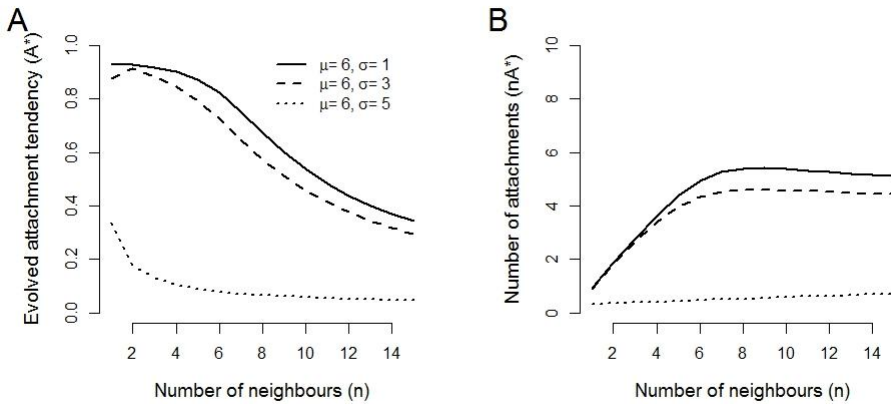 A
Evolved attachment tendency (A*)
1.0
0.8
0.6
0.4
0.2
0.0
μ= 6, σ= 1
μ= 6, σ= 3
μ= 6, σ= 5
2 4 6 8 10 12 14
Number of neighbours (n)
B
Number of attachments (nA*)
10
8
6
4
2
0
2 4 6 8 10 12 14
Number of neighbours (n)